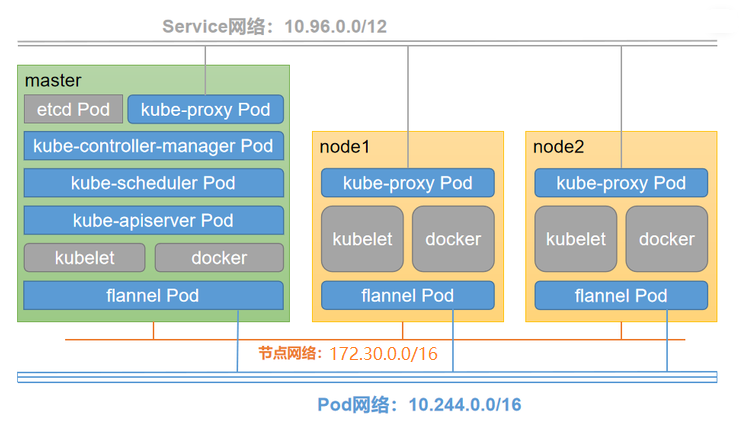 Service网络：10.96.0.0/12
master
etcd Pod
kube-proxy Pod
kube-controller-manager Pod
kube-scheduler Pod
kube-apiserver Pod
kubelet
docker
flannel Pod
node1
kube-proxy Pod
kubelet
docker
flannel Pod
node2
kube-proxy Pod
kubelet
docker
flannel Pod
节点网络：172.30.0.0/16
Pod网络：10.244.0.0/16